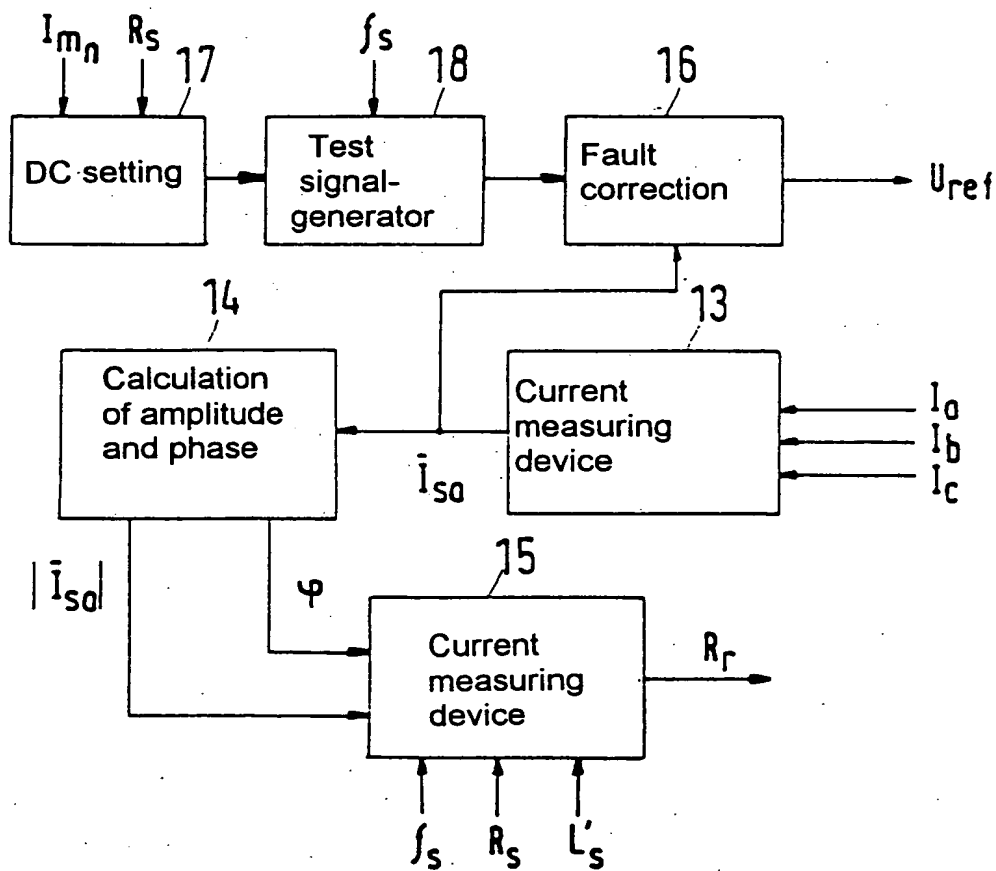 I_mn R_s
17
f_s
18
16
DC setting
Test
signal-
generator
Fault
correction
U_ref
14
13
Calculation
of amplitude
and phase
Current
measuring
device
I_a
I_b
I_c
Ī_sa
|Ī_sa|
φ
15
Current
measuring
device
R_r
f_s R_s L'_s